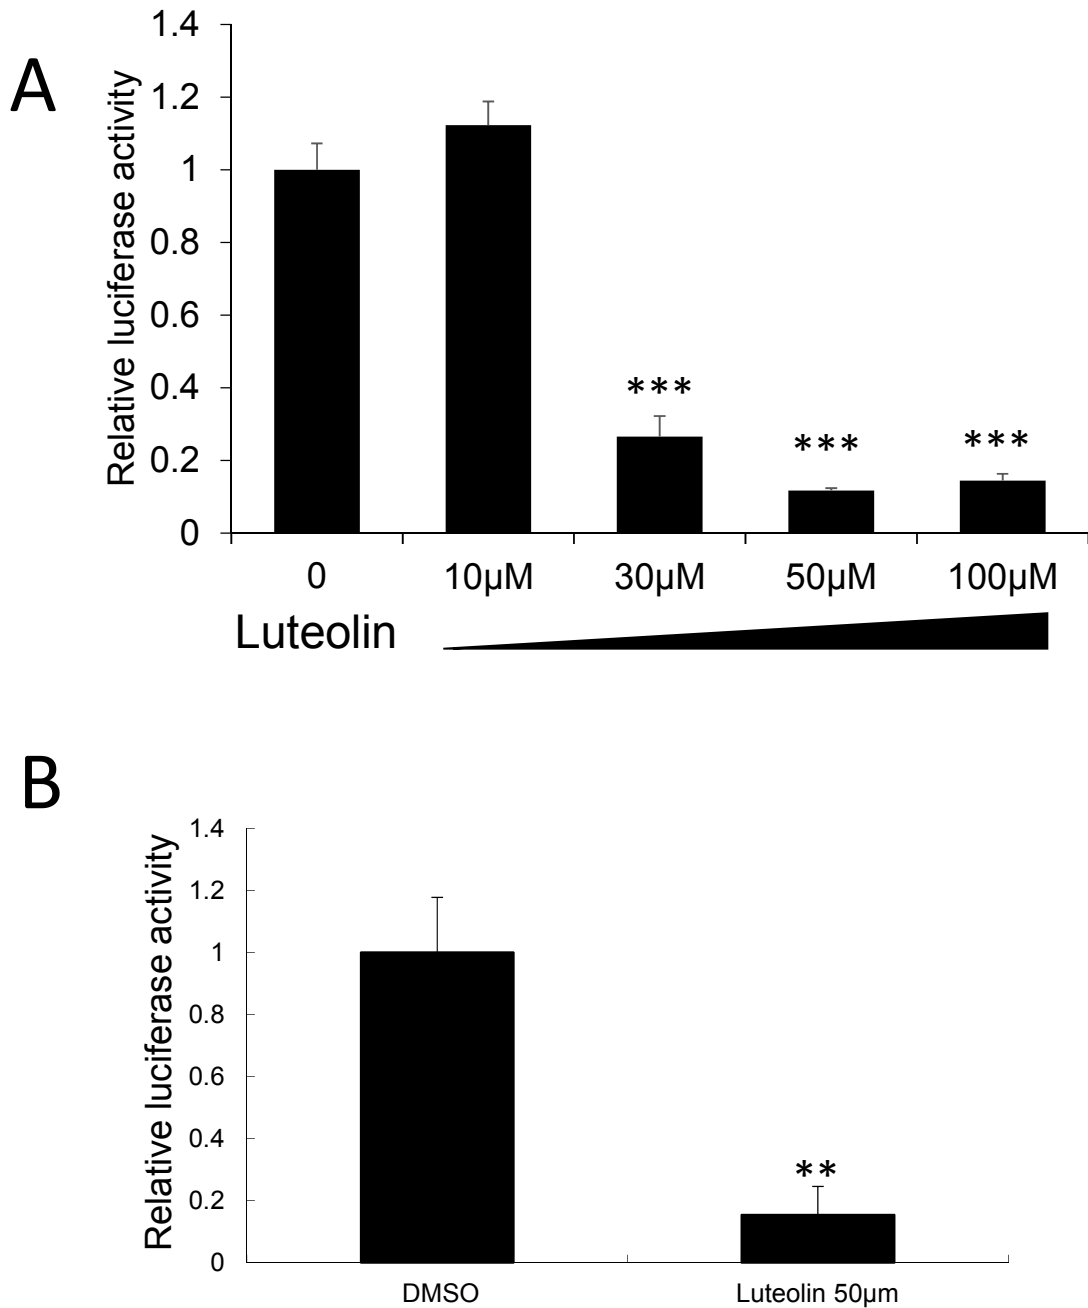 A
Relative luciferase activity
1.4
1.2
1
0.8
0.6
0.4
0.2
0
***
***
***
0 10µM 30µM 50µM 100µM
Luteolin
B
Relative luciferase activity
1.4
1.2
1
0.8
0.6
0.4
0.2
0
**
DMSO Luteolin 50µm